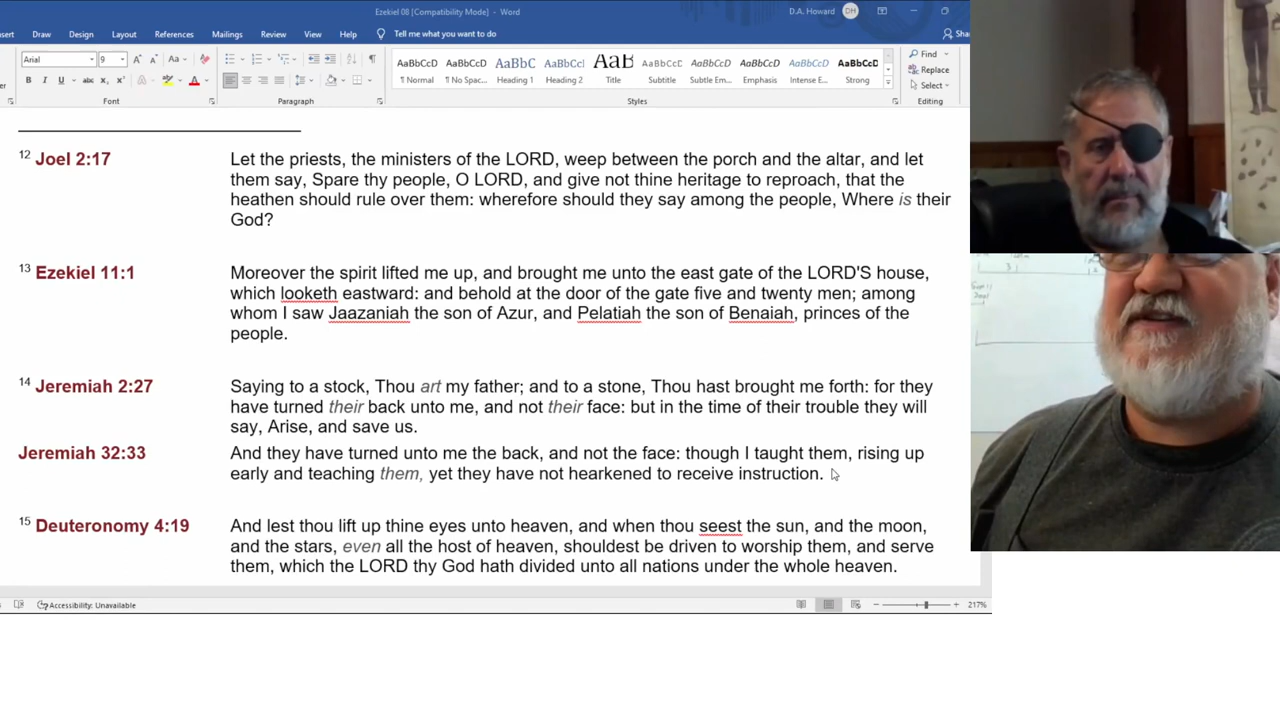 Ezekiel 08 [Compatibility Mode] - Word
D.A. Howard DH
nsert Draw Design Layout References Mailings Review View Help Tell me what you want to do Sha
Arial 9 Aa
AaBbCcD AaBbCcD AaBbC AaBbCcl AaB AaBbCcD AaBbCcD AaBbCcD AaBbCcD AaBbCcD
¶ Normal ¶ No Spac... Heading 1 Heading 2 Title Subtitle Subtle Em... Emphasis Intense E... Strong
Find
Replace
Select
B I U abc X₂ X²
Font Paragraph Styles Editing
12 Joel 2:17 Let the priests, the ministers of the LORD, weep between the porch and the altar, and let
them say, Spare thy people, O LORD, and give not thine heritage to reproach, that the
heathen should rule over them: wherefore should they say among the people, Where is their
God?
13 Ezekiel 11:1 Moreover the spirit lifted me up, and brought me unto the east gate of the LORD'S house,
which looketh eastward: and behold at the door of the gate five and twenty men; among
whom I saw Jaazaniah the son of Azur, and Pelatiah the son of Benaiah, princes of the
people.
14 Jeremiah 2:27 Saying to a stock, Thou art my father; and to a stone, Thou hast brought me forth: for they
have turned their back unto me, and not their face: but in the time of their trouble they will
say, Arise, and save us.
Jeremiah 32:33 And they have turned unto me the back, and not the face: though I taught them, rising up
early and teaching them, yet they have not hearkened to receive instruction.
15 Deuteronomy 4:19 And lest thou lift up thine eyes unto heaven, and when thou seest the sun, and the moon,
and the stars, even all the host of heaven, shouldest be driven to worship them, and serve
them, which the LORD thy God hath divided unto all nations under the whole heaven.
Accessibility: Unavailable
217%